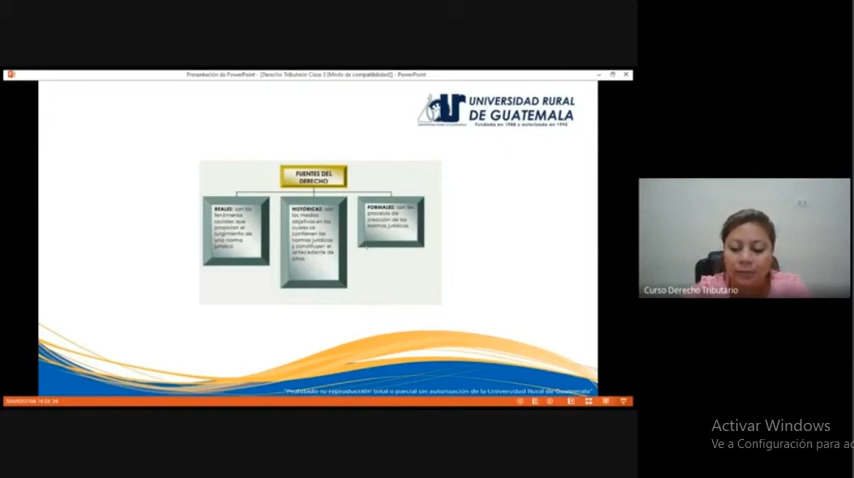 Presentación de PowerPoint - [Derecho Tributario Clase 3 [Modo de compatibilidad]] - PowerPoint
UNIVERSIDAD RURAL
DE GUATEMALA
Fundada en 1988 y autorizada en 1995
FUENTES DEL
DERECHO
REALES: son los
fenómenos
sociales que
propician el
surgimiento de
una norma
jurídica
HISTÓRICAS: son
los medios
objetivos en los
cuales se
contienen las
normas jurídicas
y constituyen el
antecedente de
ellas
FORMALES: son los
procesos de
creación de las
normas jurídicas
"Prohibido su reproducción total o parcial sin autorización de la Universidad Rural de Guatemala"
Curso Derecho Tributario
Activar Windows
Ve a Configuración para ac